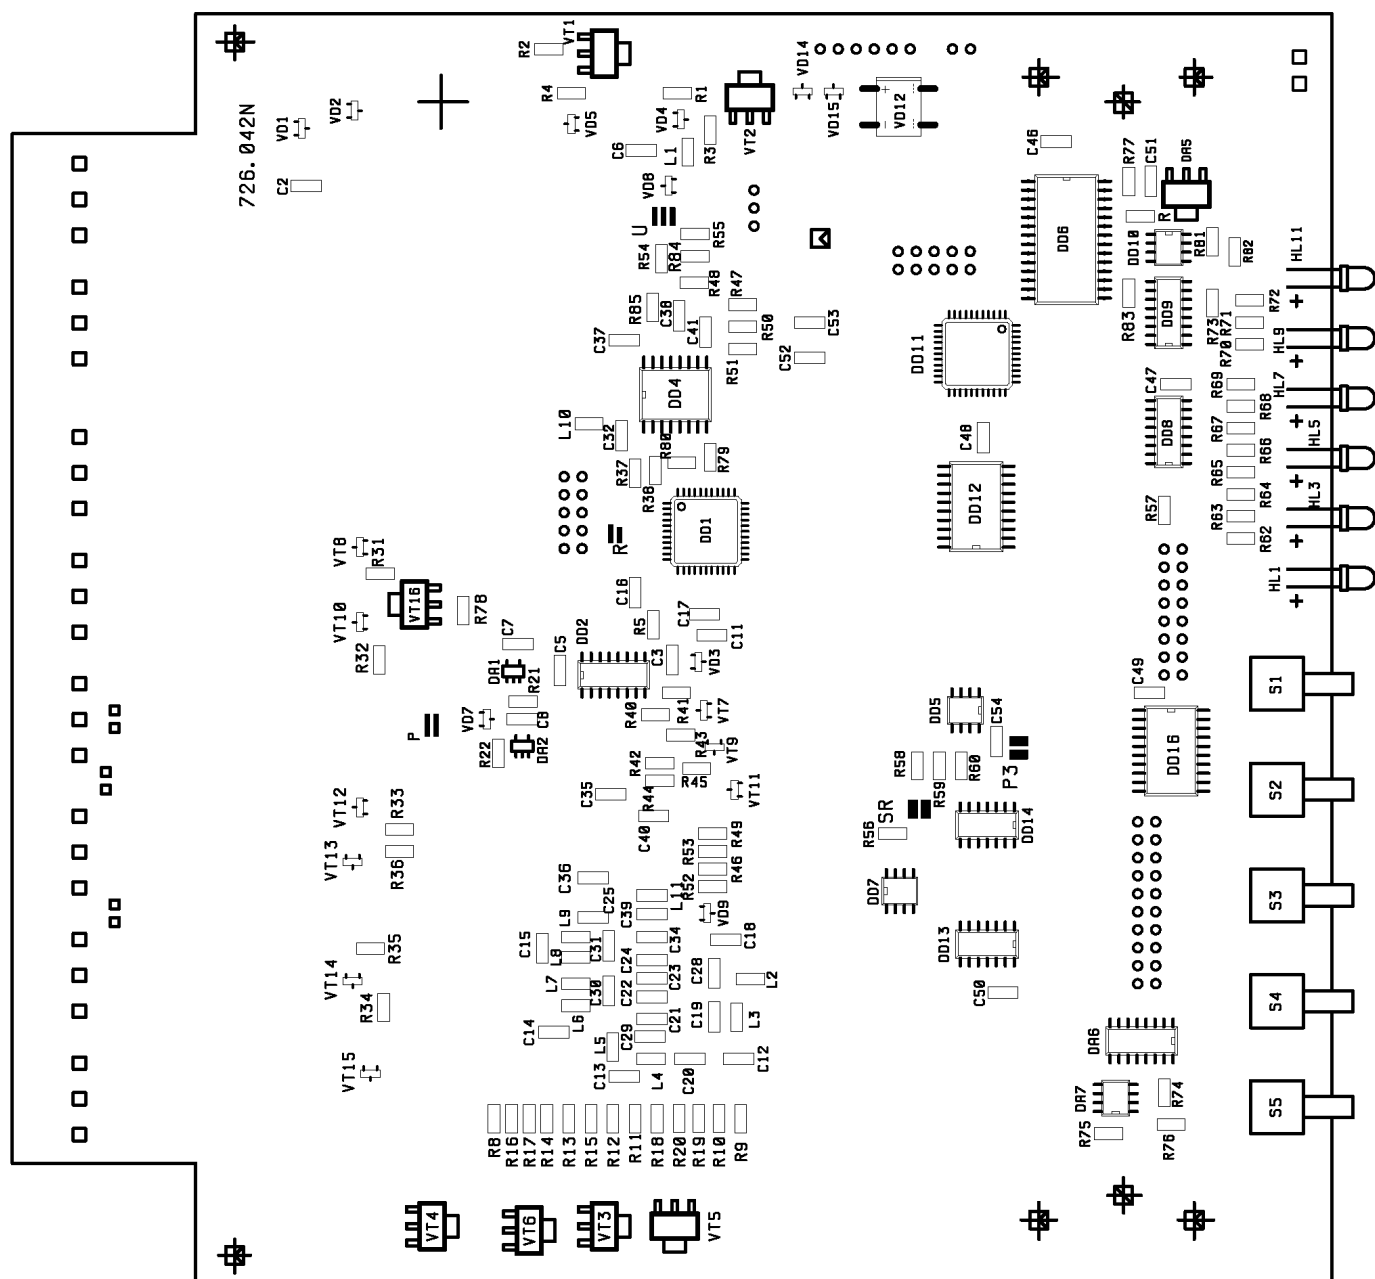 R2
VT1
VD14
R4
R1
VD2
VD1
VD5
VD4
VD15
VD12
726.042N
C6
L1
R3
VT2
C46
R77
C51
DA5
C2
VD8
U
R
R55
R54
R84
DD6
DD10
R81
R82
HL11
R48
R47
R85
C38
C41
R50
C53
C37
R51
C52
DD11
R83
DD9
R73
R72
R71
R70
HL9
DD4
C47
R69
HL7
R68
L10
C32
R80
R79
C48
DD8
R67
HL5
R66
R37
R38
R65
DD12
R64
HL3
R63
R57
DD1
R
R62
VT8
R31
HL1
VT16
R78
C16
C17
VT10
C7
R5
C11
DD2
R32
C5
C3
VD3
DA1
R21
C49
S1
R41
VT7
R40
C8
VD7
P
DD5
C54
R22
DA2
R43
VT9
R42
R58
R59
R60
P3
DD16
R45
VT11
S2
C35
R44
VT12
R33
C40
SR
R56
DD14
R49
R53
VT13
R36
R46
C36
R52
C25
L11
DD7
S3
L9
C39
VD9
R35
C15
L8
C31
C34
C18
DD13
C24
VT14
L7
C30
C23
C28
L2
C22
C50
R34
L6
C21
C19
L3
S4
C14
C29
L5
DA6
VT15
C13
L4
C20
C12
DA7
R74
S5
R75
R76
R8
R16
R17
R14
R13
R15
R12
R11
R18
R20
R19
R10
R9
VT4
VT6
VT3
VT5